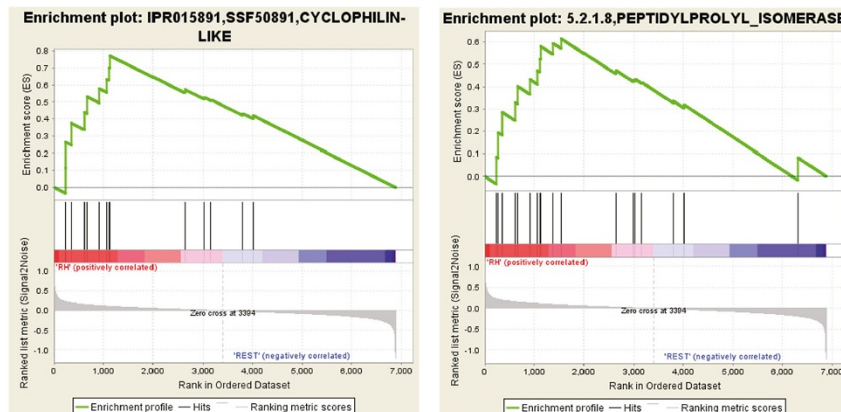 Enrichment plot: IPR015891,SSF50891,CYCLOPHILIN-
LIKE
Enrichment score (ES)
0.8
0.7
0.6
0.5
0.4
0.3
0.2
0.1
0.0
'RH' (positively correlated)
Ranked list metric (Signal2Noise)
1.0
0.5
0.0
-0.5
-1.0
Zero cross at 3394
'REST' (negatively correlated)
0 1,000 2,000 3,000 4,000 5,000 6,000 7,000
Rank in Ordered Dataset
Enrichment profile Hits Ranking metric scores
Enrichment plot: 5.2.1.8,PEPTIDYLPROLYL_ISOMERASE
Enrichment score (ES)
0.6
0.5
0.4
0.3
0.2
0.1
0.0
'RH' (positively correlated)
Ranked list metric (Signal2Noise)
1.0
0.5
0.0
-0.5
-1.0
Zero cross at 3394
'REST' (negatively correlated)
0 1,000 2,000 3,000 4,000 5,000 6,000 7,000
Rank in Ordered Dataset
Enrichment profile Hits Ranking metric scores